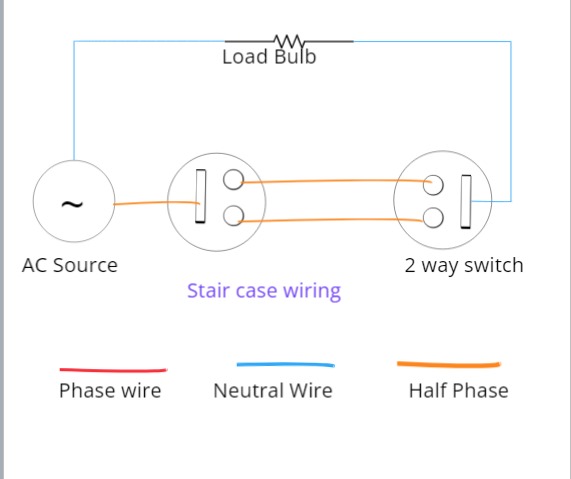 Load Bulb
~
AC Source
2 way switch
Stair case wiring
Phase wire
Neutral Wire
Half Phase